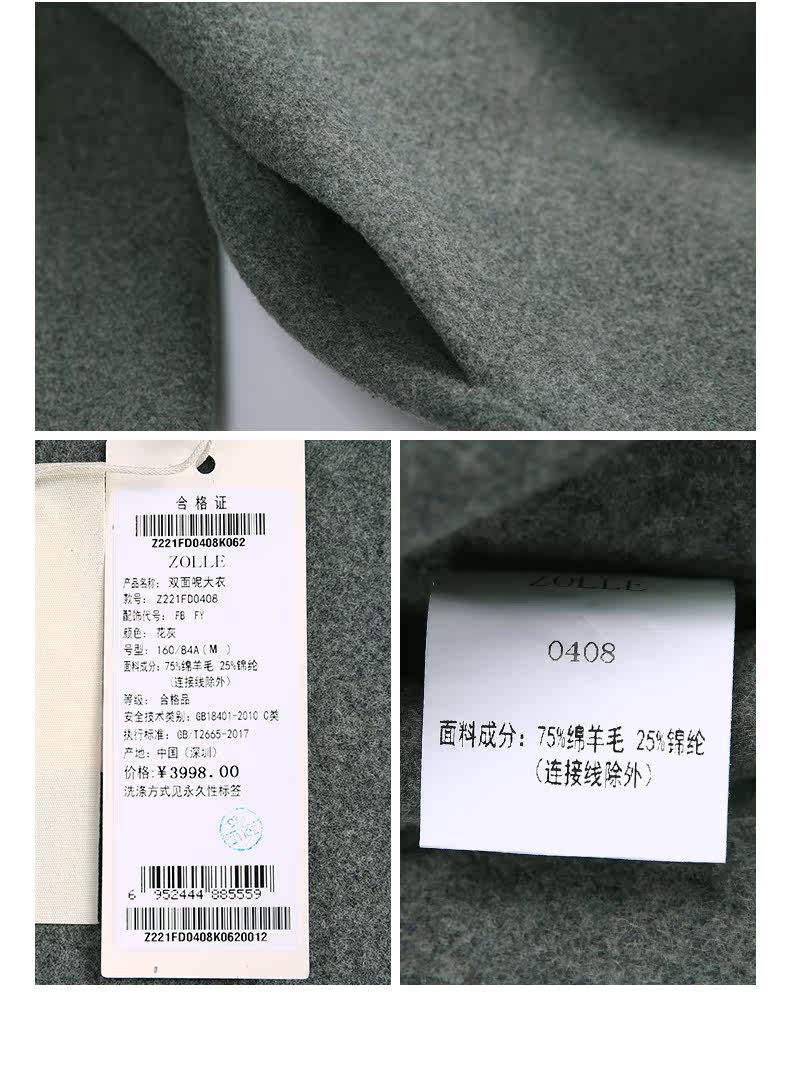 合格证
Z221FD0408K062
ZOLLE
产品名称: 双面呢大衣
款号: Z221FD0408
配饰代号: FB FY
颜色: 花灰
号型: 160/84A(M)
面料成分: 75%绵羊毛 25%锦纶
(连接线除外)
等级: 合格品
安全技术类别: GB18401-2010 C类
执行标准: GB/T2665-2017
产地: 中国(深圳)
价格:¥3998.00
洗涤方式见永久性标签
6 952444 885559
Z221FD0408K0620012
ZOLLE
0408
面料成分: 75%绵羊毛 25%锦纶
(连接线除外)